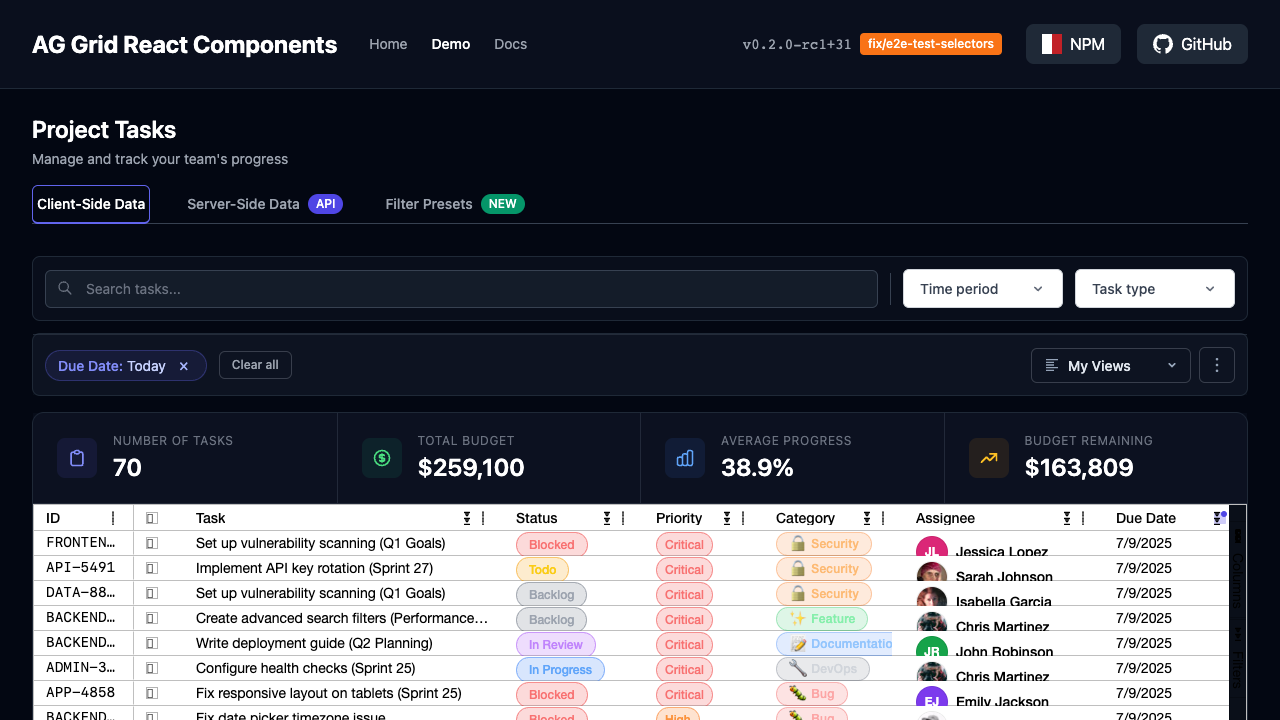 AG Grid React Components Home Demo Docs v0.2.0-rc1+31 fix/e2e-test-selectors NPM GitHub
Project Tasks
Manage and track your team's progress
Client-Side Data Server-Side Data API Filter Presets NEW
Search tasks... Time period Task type
Due Date: Today × Clear all My Views
NUMBER OF TASKS TOTAL BUDGET AVERAGE PROGRESS BUDGET REMAINING
70 $259,100 38.9% $163,809
ID Task Status Priority Category Assignee Due Date
FRONTEN… Set up vulnerability scanning (Q1 Goals) Blocked Critical Security JL Jessica Lopez 7/9/2025
API-5491 Implement API key rotation (Sprint 27) Todo Critical Security Sarah Johnson 7/9/2025
DATA-88… Set up vulnerability scanning (Q1 Goals) Backlog Critical Security Isabella Garcia 7/9/2025
BACKEND… Create advanced search filters (Performance… Backlog Critical Feature Chris Martinez 7/9/2025
BACKEND… Write deployment guide (Q2 Planning) In Review Critical Documentatio JR John Robinson 7/9/2025
ADMIN-3… Configure health checks (Sprint 25) In Progress Critical DevOps Chris Martinez 7/9/2025
APP-4858 Fix responsive layout on tablets (Sprint 25) Blocked Critical Bug EJ Emily Jackson 7/9/2025
BACKEND… Fix date picker timezone issue Blocked High Bug 7/9/2025
Columns
Filters